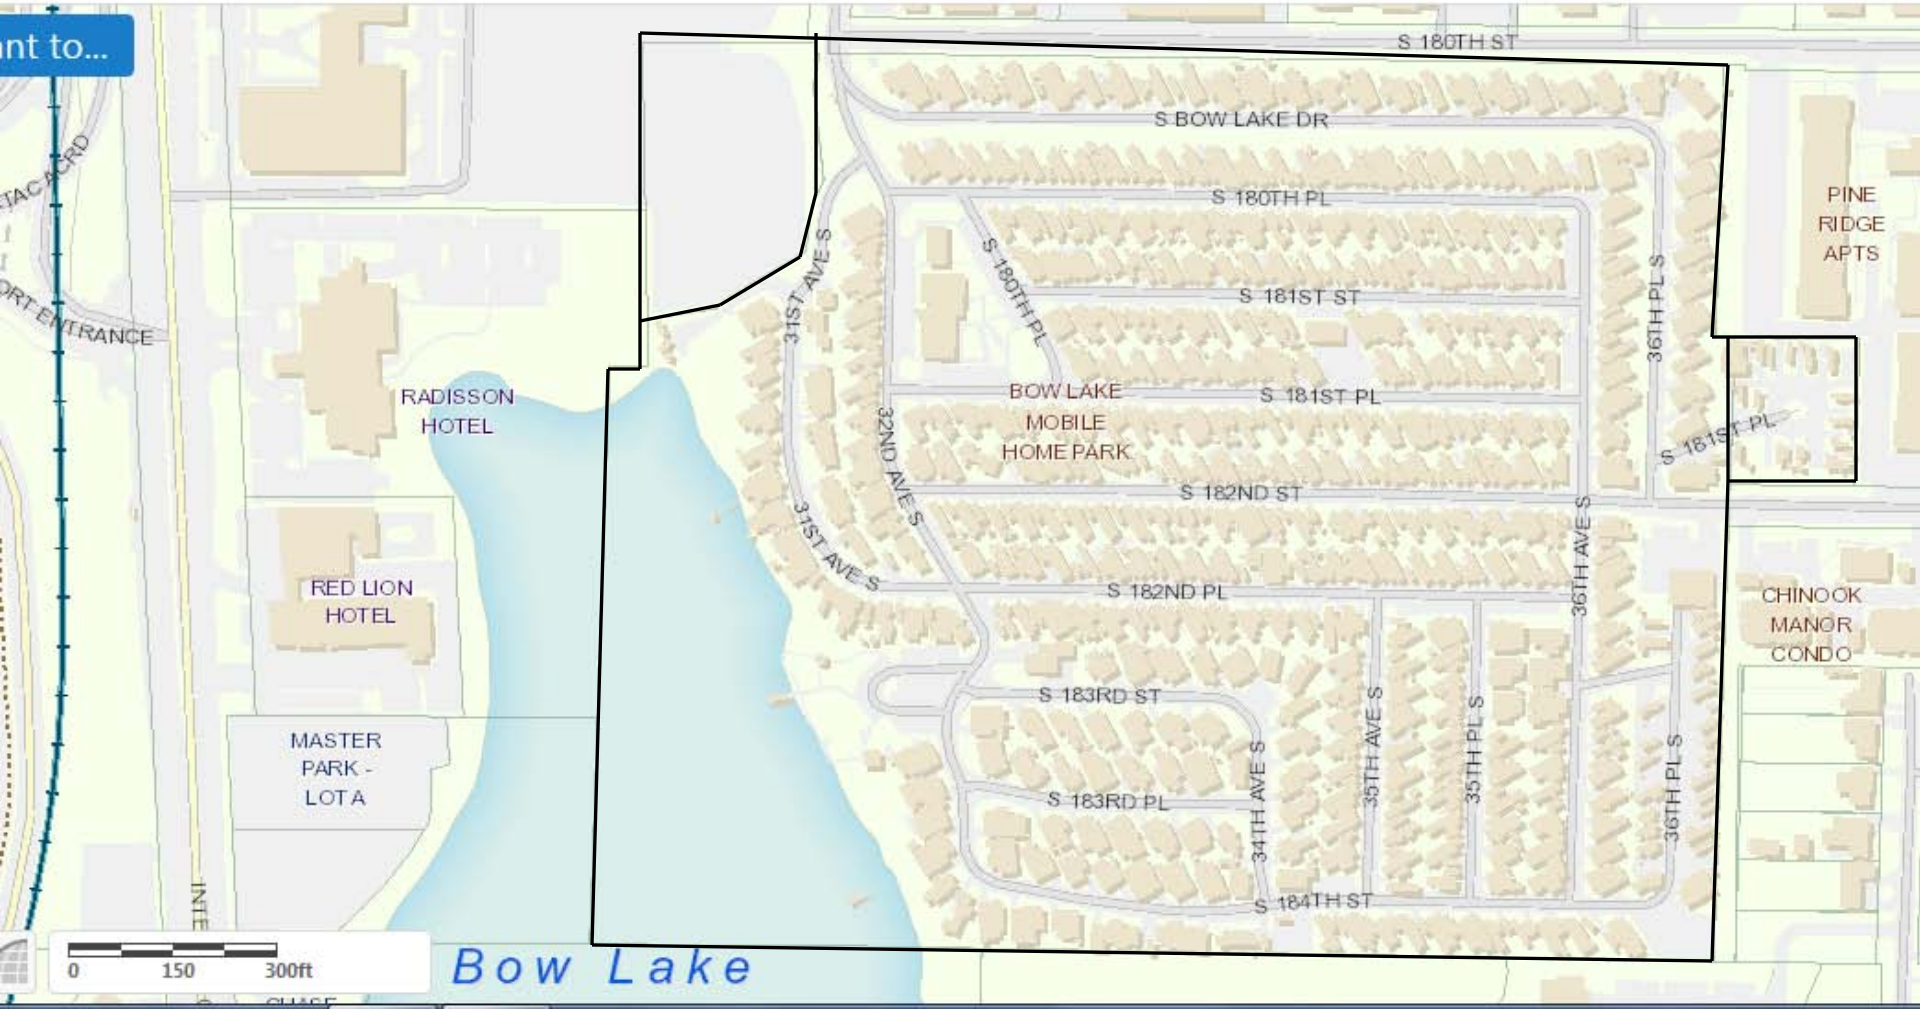 ant to...
S 180TH ST
S BOW LAKE DR
S 180TH PL
PINE
RIDGE
APTS
31ST AVE S
S 180TH PL
S 181ST ST
36TH PL S
ENTRANCE
RADISSON
HOTEL
BOW LAKE
MOBILE
HOME PARK
S 181ST PL
S 181ST PL
32ND AVE S
S 182ND ST
31ST AVE S
36TH AVE S
RED LION
HOTEL
S 182ND PL
CHINOOK
MANOR
CONDO
S 183RD ST
35TH AVE S
35TH PL S
MASTER
PARK -
LOT A
34TH AVE S
36TH PL S
S 183RD PL
INTE
S 184TH ST
0 150 300ft
Bow Lake